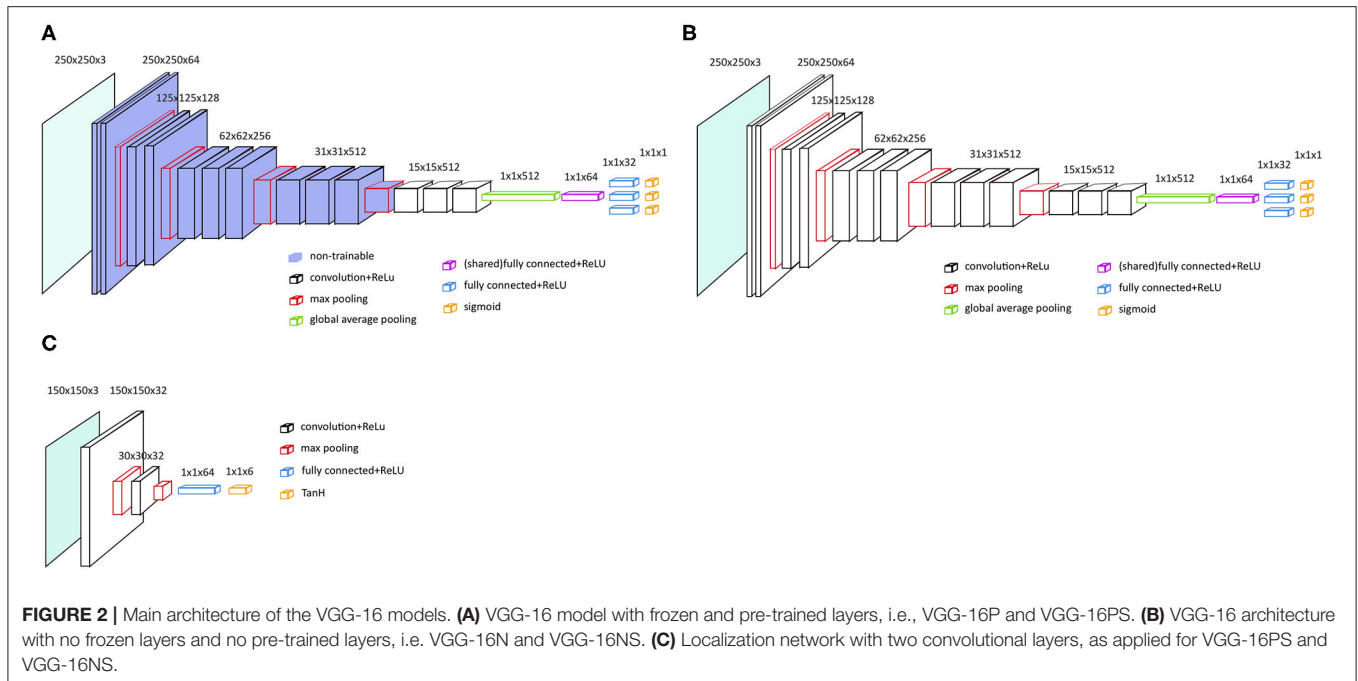 A
250x250x3
250x250x64
125x125x128
62x62x256
31x31x512
15x15x512
1x1x512
1x1x64
1x1x32
1x1x1
non-trainable
convolution+ReLu
max pooling
global average pooling
(shared)fully connected+ReLU
fully connected+ReLU
sigmoid
B
250x250x3
250x250x64
125x125x128
62x62x256
31x31x512
15x15x512
1x1x512
1x1x64
1x1x32
1x1x1
convolution+ReLu
max pooling
global average pooling
(shared)fully connected+ReLU
fully connected+ReLU
sigmoid
C
150x150x3
150x150x32
30x30x32
1x1x64
1x1x6
convolution+ReLu
max pooling
fully connected+ReLU
TanH
FIGURE 2 | Main architecture of the VGG-16 models. (A) VGG-16 model with frozen and pre-trained layers, i.e., VGG-16P and VGG-16PS. (B) VGG-16 architecture
with no frozen layers and no pre-trained layers, i.e. VGG-16N and VGG-16NS. (C) Localization network with two convolutional layers, as applied for VGG-16PS and
VGG-16NS.